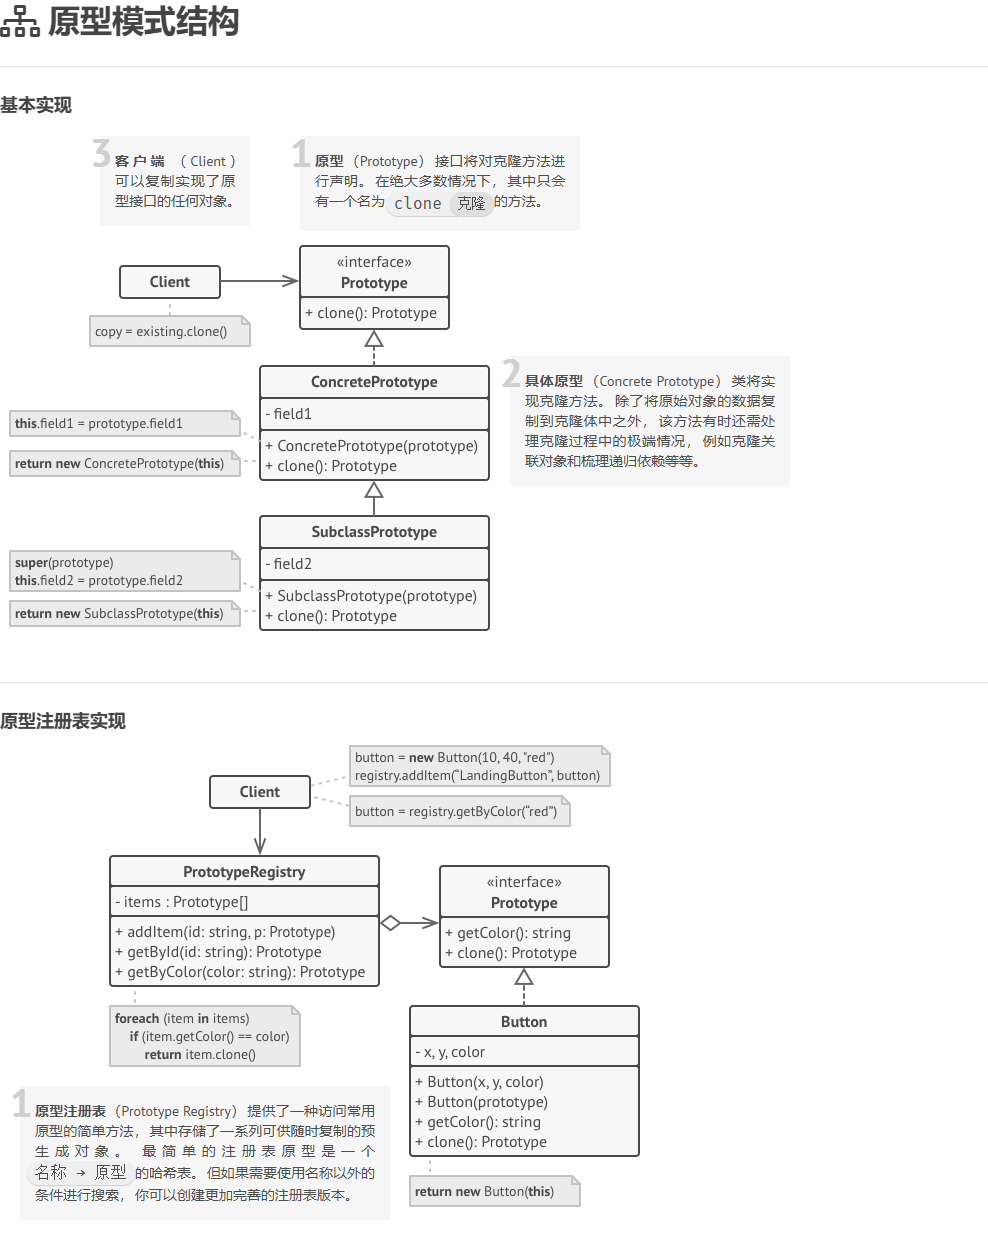 原型模式结构
基本实现
3
客户端 （Client）
可以复制实现了原
型接口的任何对象。
1
原型 （Prototype） 接口将对克隆方法进
行声明。 在绝大多数情况下， 其中只会
有一个名为 clone 克隆 的方法。
Client
copy = existing.clone()
«interface»
Prototype
+ clone(): Prototype
ConcretePrototype
- field1
+ ConcretePrototype(prototype)
+ clone(): Prototype
this.field1 = prototype.field1
return new ConcretePrototype(this)
2
具体原型 （Concrete Prototype） 类将实
现克隆方法。 除了将原始对象的数据复
制到克隆体中之外， 该方法有时还需处
理克隆过程中的极端情况， 例如克隆关
联对象和梳理递归依赖等等。
SubclassPrototype
- field2
+ SubclassPrototype(prototype)
+ clone(): Prototype
super(prototype)
this.field2 = prototype.field2
return new SubclassPrototype(this)
原型注册表实现
button = new Button(10, 40, "red")
registry.addItem(“LandingButton”, button)
Client
button = registry.getByColor(“red”)
PrototypeRegistry
- items : Prototype[]
+ addItem(id: string, p: Prototype)
+ getById(id: string): Prototype
+ getByColor(color: string): Prototype
«interface»
Prototype
+ getColor(): string
+ clone(): Prototype
foreach (item in items)
if (item.getColor() == color)
return item.clone()
Button
- x, y, color
+ Button(x, y, color)
+ Button(prototype)
+ getColor(): string
+ clone(): Prototype
return new Button(this)
1
原型注册表 （Prototype Registry） 提供了一种访问常用
原型的简单方法， 其中存储了一系列可供随时复制的预
生成对象。 最简单的注册表原型是一个
名称 → 原型 的哈希表。 但如果需要使用名称以外的
条件进行搜索， 你可以创建更加完善的注册表版本。